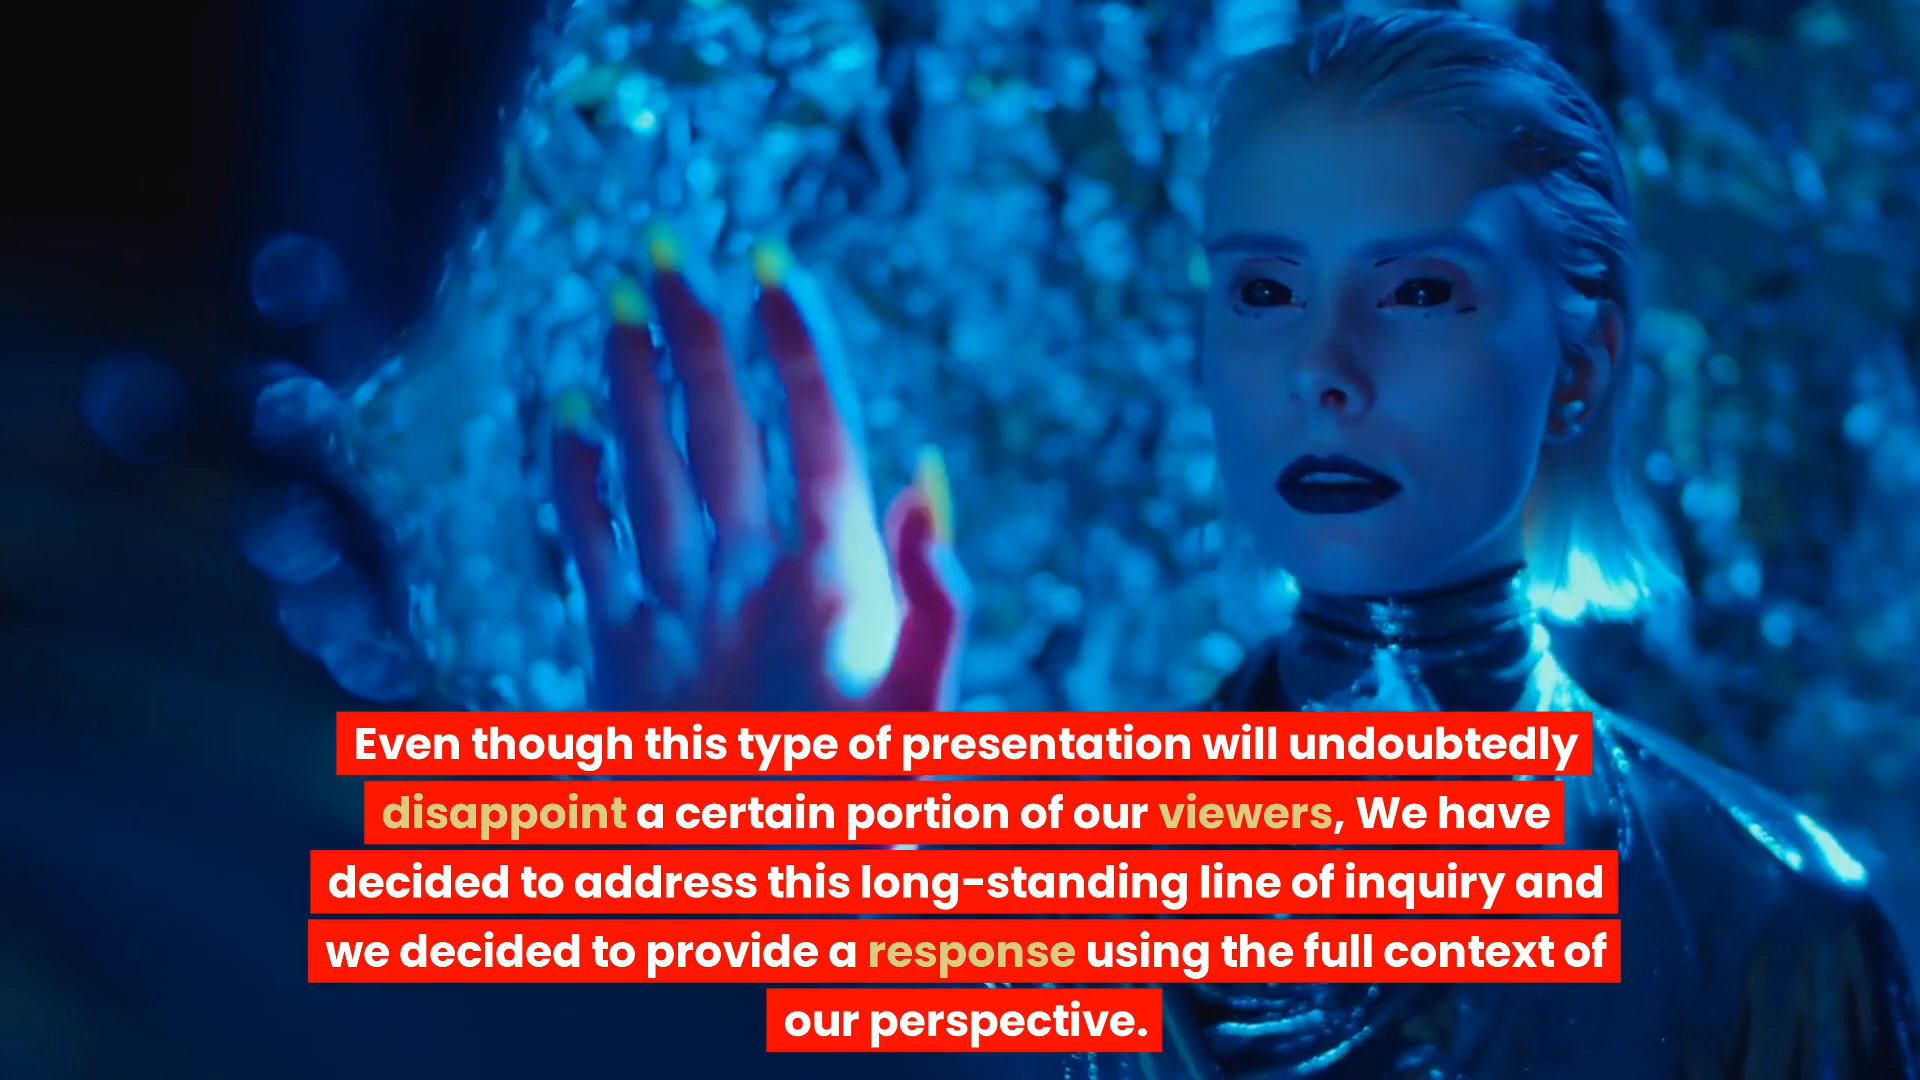 Even though this type of presentation will undoubtedly
disappoint a certain portion of our viewers, We have
decided to address this long-standing line of inquiry and
we decided to provide a response using the full context of
our perspective.